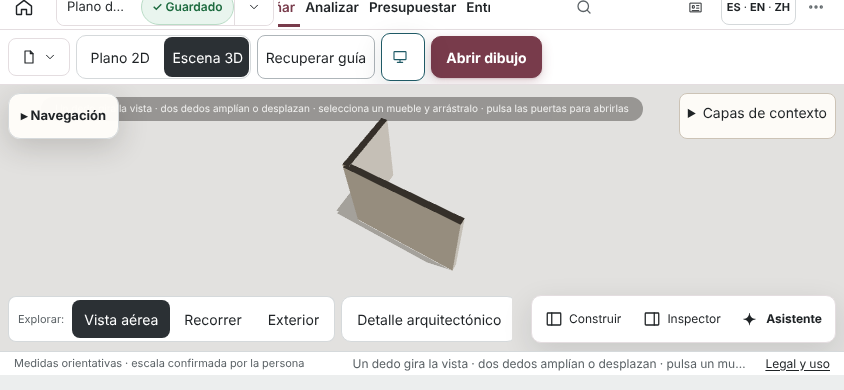 Plano d... ✓ Guardado Analizar Presupuestar ES · EN · ZH
Plano 2D Escena 3D Recuperar guía Abrir dibujo
▸ Navegación la vista · dos dedos amplían o desplazan · selecciona un mueble y arrástralo · pulsa las puertas para abrirlas ▶ Capas de contexto
Explorar: Vista aérea Recorrer Exterior Detalle arquitectónico Construir Inspector Asistente
Medidas orientativas · escala confirmada por la persona Un dedo gira la vista · dos dedos amplían o desplazan · pulsa un mu... Legal y uso